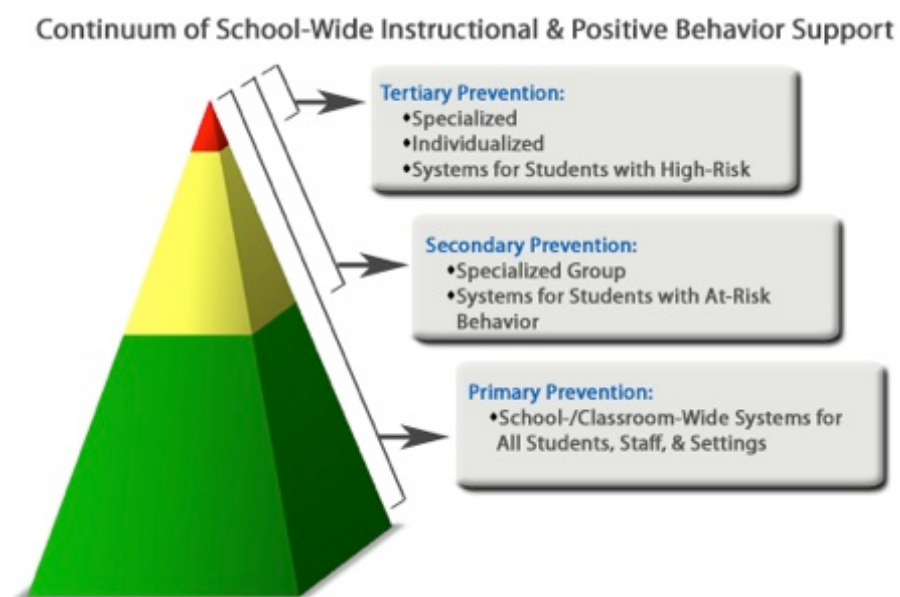 Continuum of School-Wide Instructional & Positive Behavior Support
Tertiary Prevention:
•Specialized
•Individualized
•Systems for Students with High-Risk
Secondary Prevention:
•Specialized Group
•Systems for Students with At-Risk
Behavior
Primary Prevention:
•School-/Classroom-Wide Systems for
All Students, Staff, & Settings